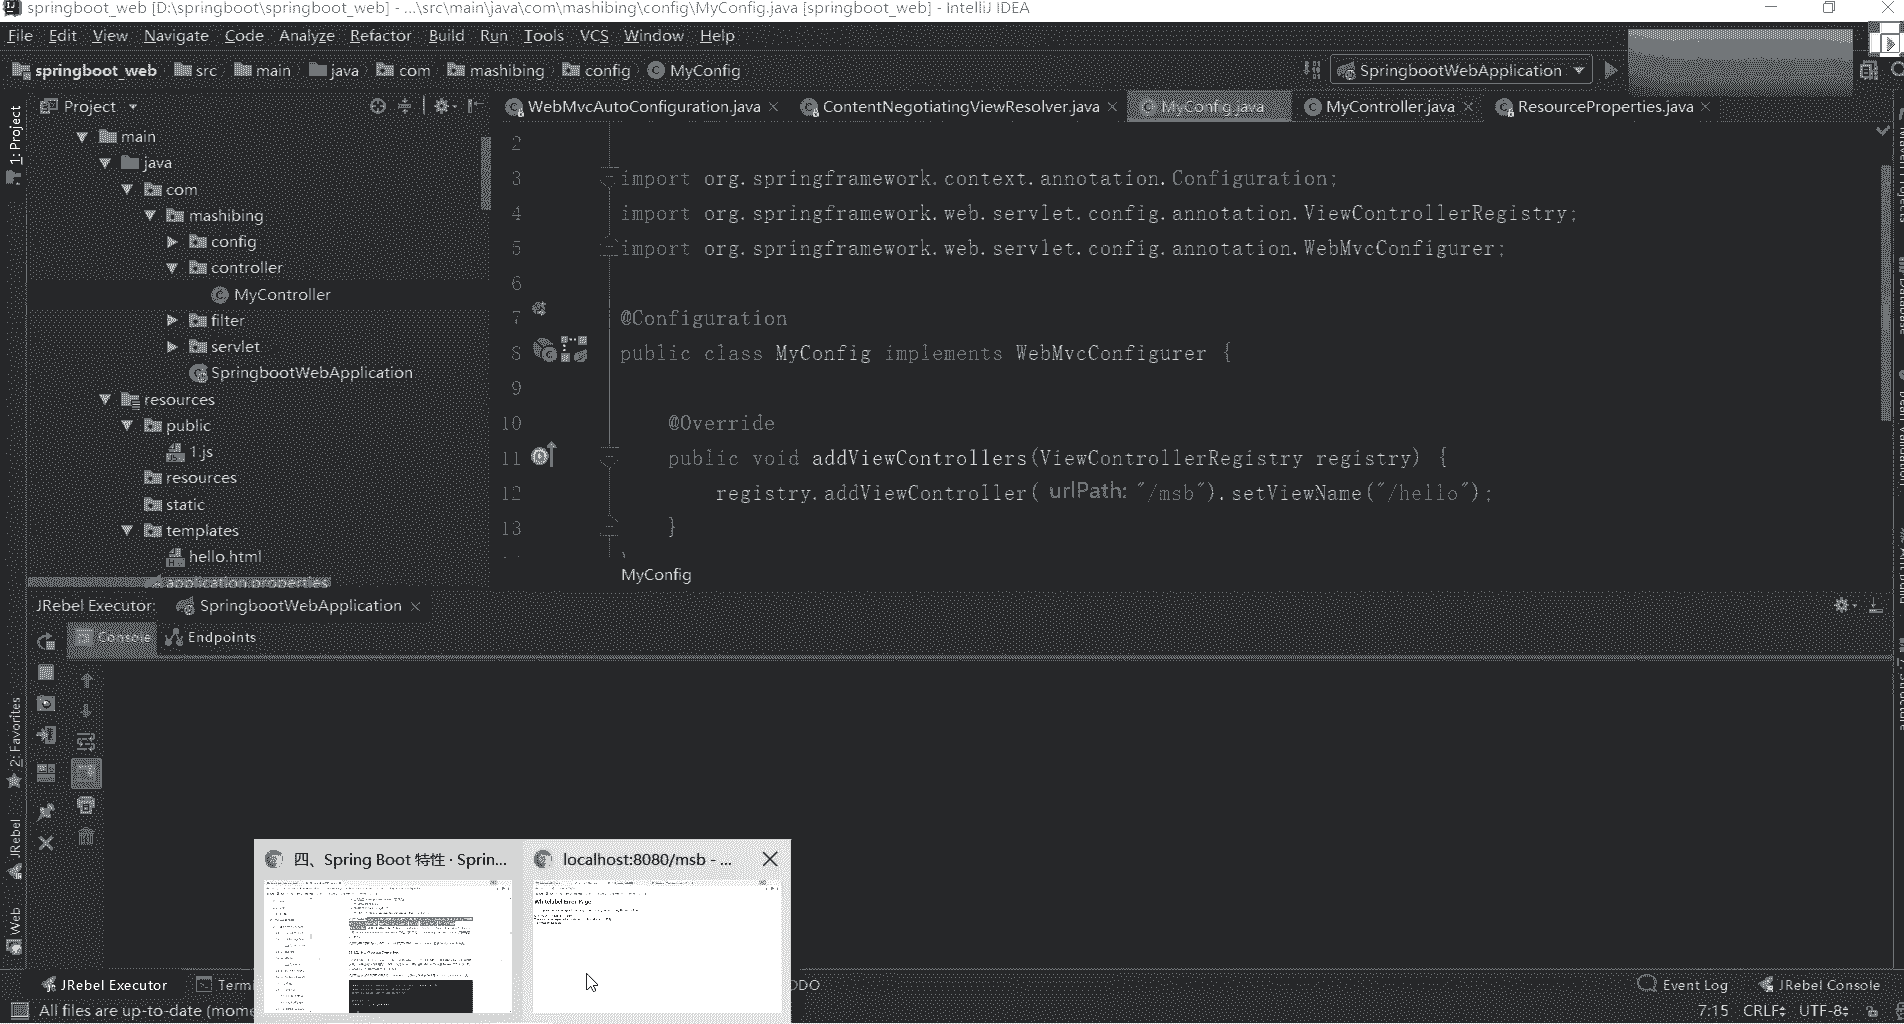 springboot_web [D:\springboot\springboot_web] - ...\src\main\java\com\mashibing\config\MyConfig.java [springboot_web] - IntelliJ IDEA
File Edit View Navigate Code Analyze Refactor Build Run Tools VCS Window Help
springboot_web src main java com mashibing config MyConfig
SpringbootWebApplication
Project
WebMvcAutoConfiguration.java ContentNegotiatingViewResolver.java MyConfig.java MyController.java ResourceProperties.java
1: Project
main
java
com
mashibing
config
controller
MyController
filter
servlet
SpringbootWebApplication
resources
public
1.js
resources
static
templates
hello.html
application.properties
2
3 import org.springframework.context.annotation.Configuration;
4 import org.springframework.web.servlet.config.annotation.ViewControllerRegistry;
5 import org.springframework.web.servlet.config.annotation.WebMvcConfigurer;
6
7 @Configuration
8 public class MyConfig implements WebMvcConfigurer {
9
10 @Override
11 public void addViewControllers(ViewControllerRegistry registry) {
12 registry.addViewController( urlPath: "/msb").setViewName("/hello");
13 }
MyConfig
JRebel Executor: SpringbootWebApplication
Console Endpoints
2: Favorites
JRebel
Web
四、Spring Boot 特性 · Sprin...
localhost:8080/msb - ...
Whitelabel Error Page
JRebel Executor Termi
ODO
Event Log JRebel Console
All files are up-to-date (mome
7:15 CRLF UTF-8